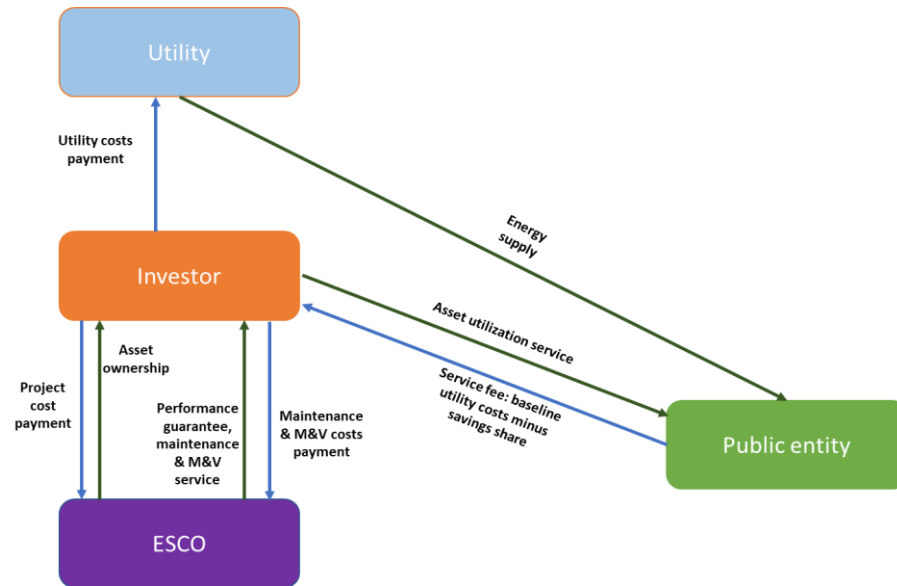 Utility
Utility costs
payment
Energy
supply
Investor
Asset utilization service
Service fee: baseline
utility costs minus
savings share
Asset
ownership
Project
cost
payment
Performance
guarantee,
maintenance
& M&V
service
Maintenance
& M&V costs
payment
Public entity
ESCO